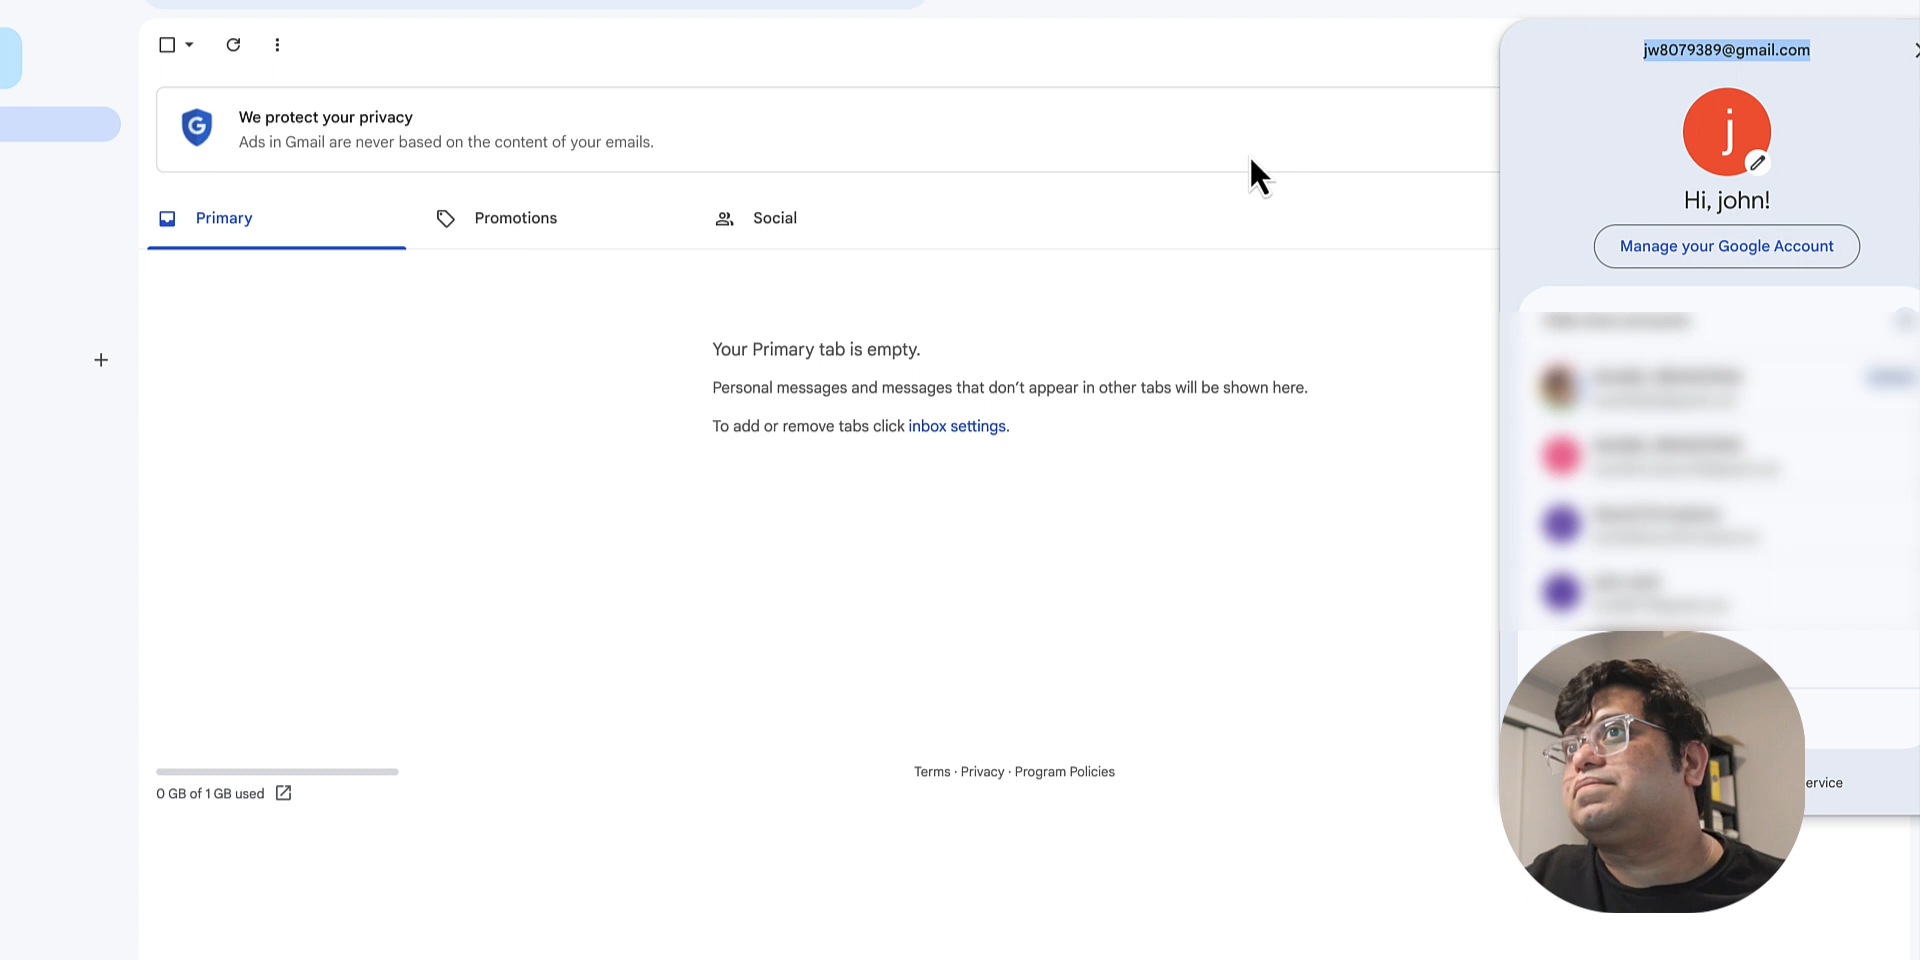 jw8079389@gmail.com
We protect your privacy
Ads in Gmail are never based on the content of your emails.
j
Hi, john!
Manage your Google Account
Primary
Promotions
Social
Your Primary tab is empty.
Personal messages and messages that don’t appear in other tabs will be shown here.
To add or remove tabs click inbox settings.
Terms · Privacy · Program Policies
0 GB of 1 GB used
ervice